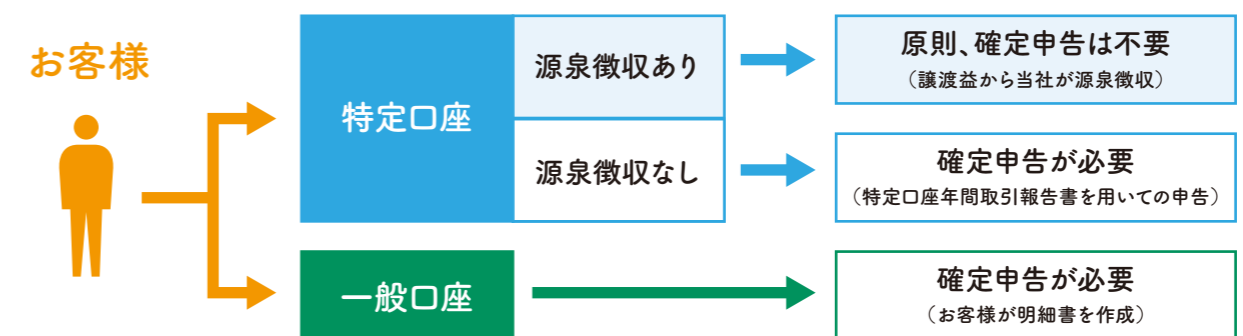 お客様
特定口座
源泉徴収あり
原則、確定申告は不要
（譲渡益から当社が源泉徴収）
源泉徴収なし
確定申告が必要
（特定口座年間取引報告書を用いての申告）
一般口座
確定申告が必要
（お客様が明細書を作成）